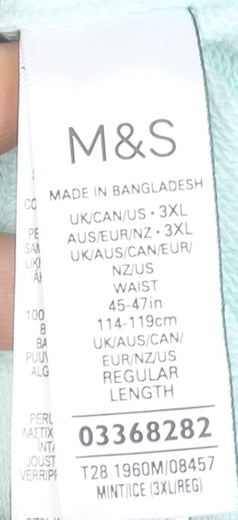 M&S
MADE IN BANGLADESH
UK/CAN/US • 3XL
AUS/EUR/NZ • 3XL
UK/AUS/CAN/EUR/
NZ/US
WAIST
45-47in
114-119cm
UK/AUS/CAN/
EUR/NZ/US
REGULAR
LENGTH
03368282
T28 1960M/08457
MINT/ICE (3XL/REG)